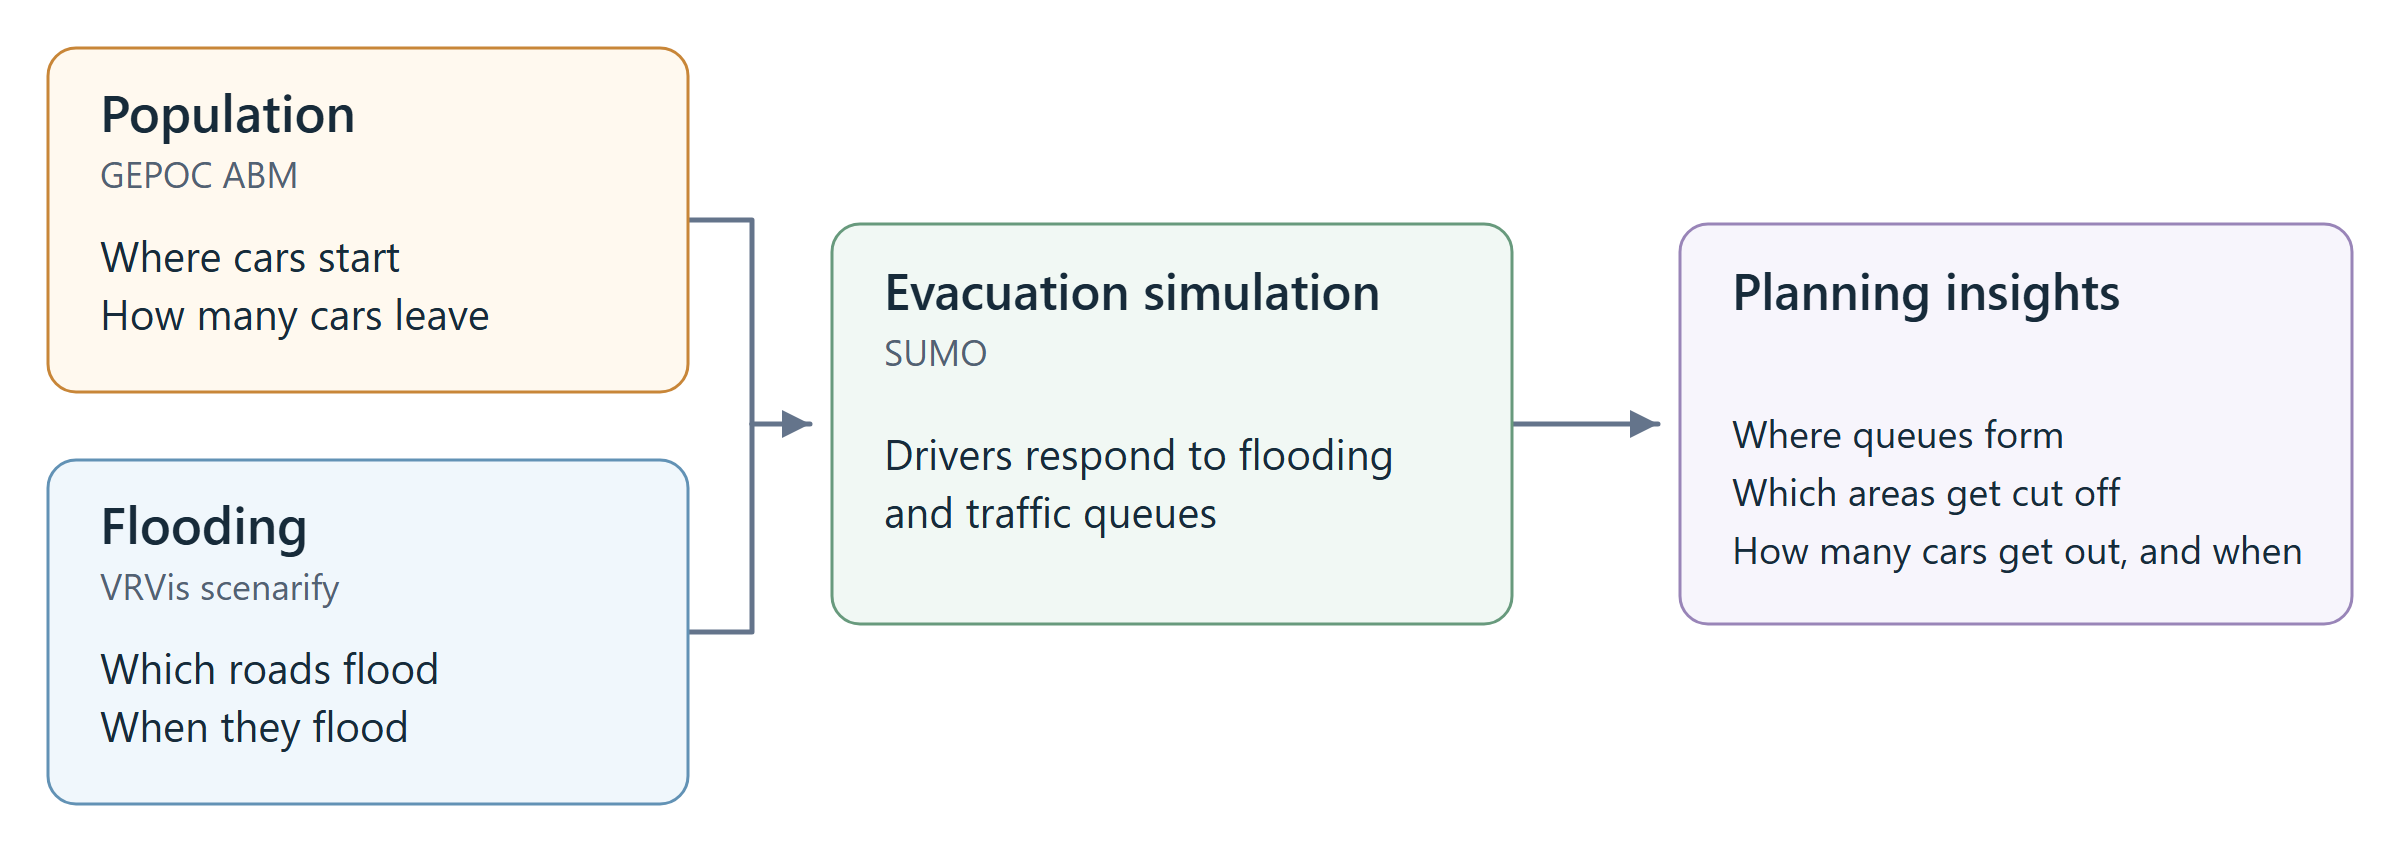 Population
GEPOC ABM
Where cars start
How many cars leave
Flooding
VRVis scenarify
Which roads flood
When they flood
Evacuation simulation
SUMO
Drivers respond to flooding
and traffic queues
Planning insights
Where queues form
Which areas get cut off
How many cars get out, and when